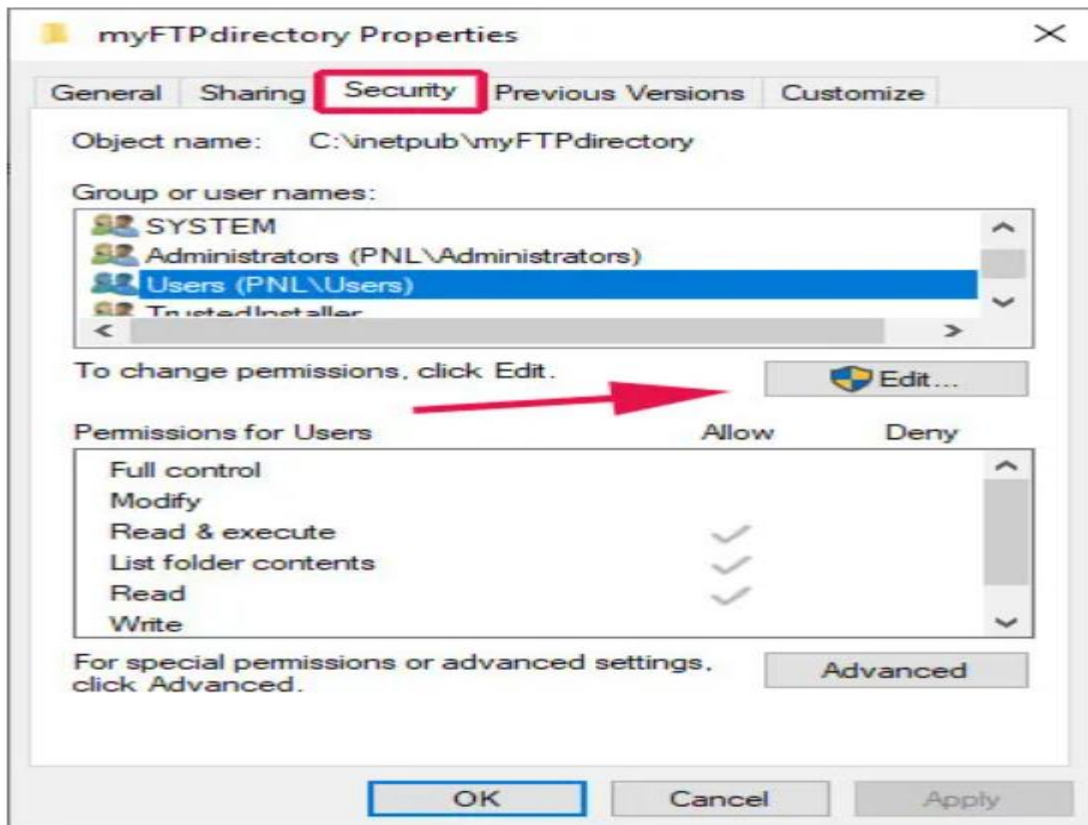 myFTPdirectory Properties
General Sharing Security Previous Versions Customize
Object name: C:\inetpub\myFTPdirectory
Group or user names:
SYSTEM
Administrators (PNL\Administrators)
Users (PNL\Users)
TrustedInstaller
To change permissions, click Edit.
Edit...
Permissions for Users Allow Deny
Full control
Modify
Read & execute
List folder contents
Read
Write
For special permissions or advanced settings,
click Advanced.
Advanced
OK Cancel Apply